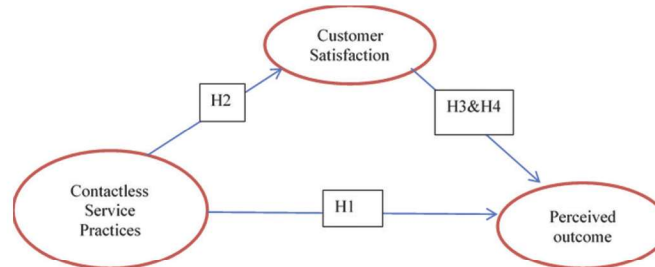 Customer
Satisfaction
H2
H3&H4
Contactless
Service
Practices
H1
Perceived
outcome